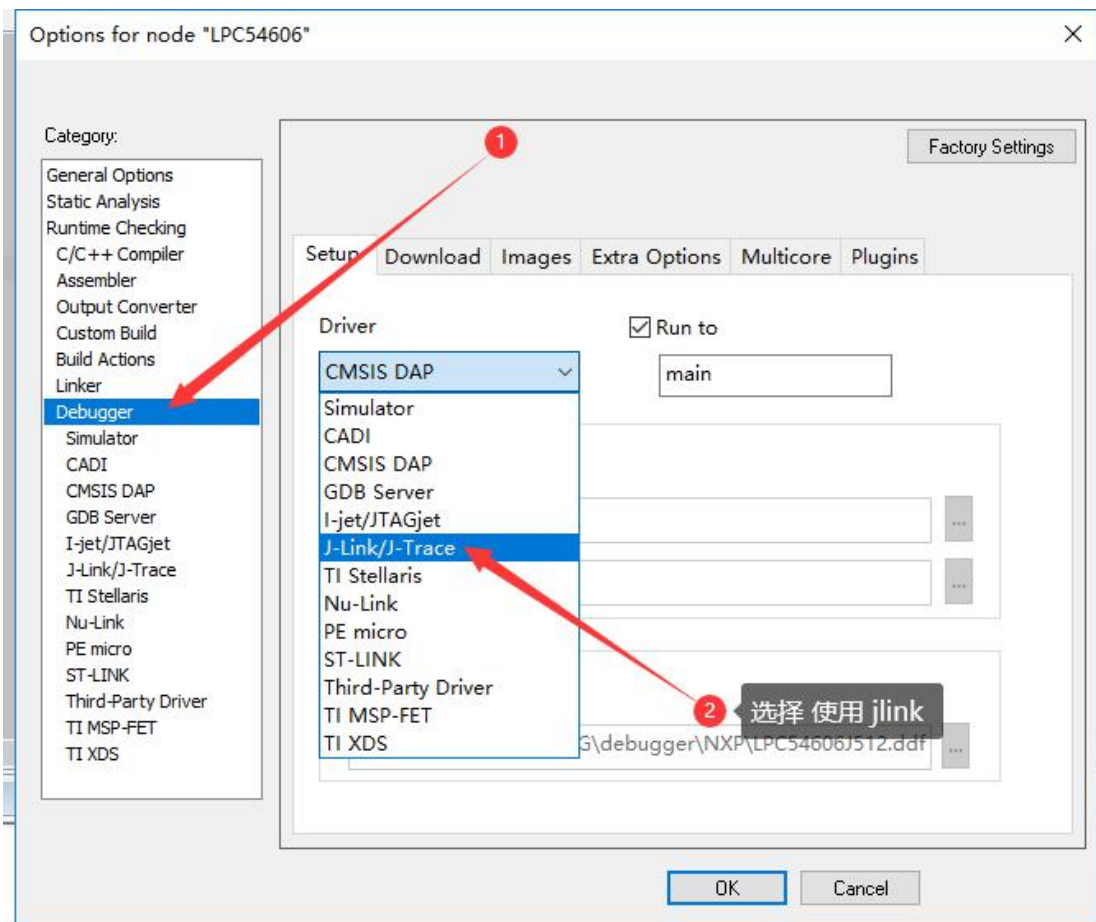 Options for node "LPC54606"
Category:
General Options
Static Analysis
Runtime Checking
C/C++ Compiler
Assembler
Output Converter
Custom Build
Build Actions
Linker
Debugger
Simulator
CADI
CMSIS DAP
GDB Server
I-jet/JTAGjet
J-Link/J-Trace
TI Stellaris
Nu-Link
PE micro
ST-LINK
Third-Party Driver
TI MSP-FET
TI XDS
1
Factory Settings
Setup Download Images Extra Options Multicore Plugins
Driver
Run to
CMSIS DAP
main
Simulator
CADI
CMSIS DAP
GDB Server
I-jet/JTAGjet
...
J-Link/J-Trace
TI Stellaris
...
Nu-Link
PE micro
ST-LINK
Third-Party Driver
2 选择 使用 jlink
TI MSP-FET
TI XDS
G\debugger\NXP\LPC54606J512.ddf
...
OK Cancel